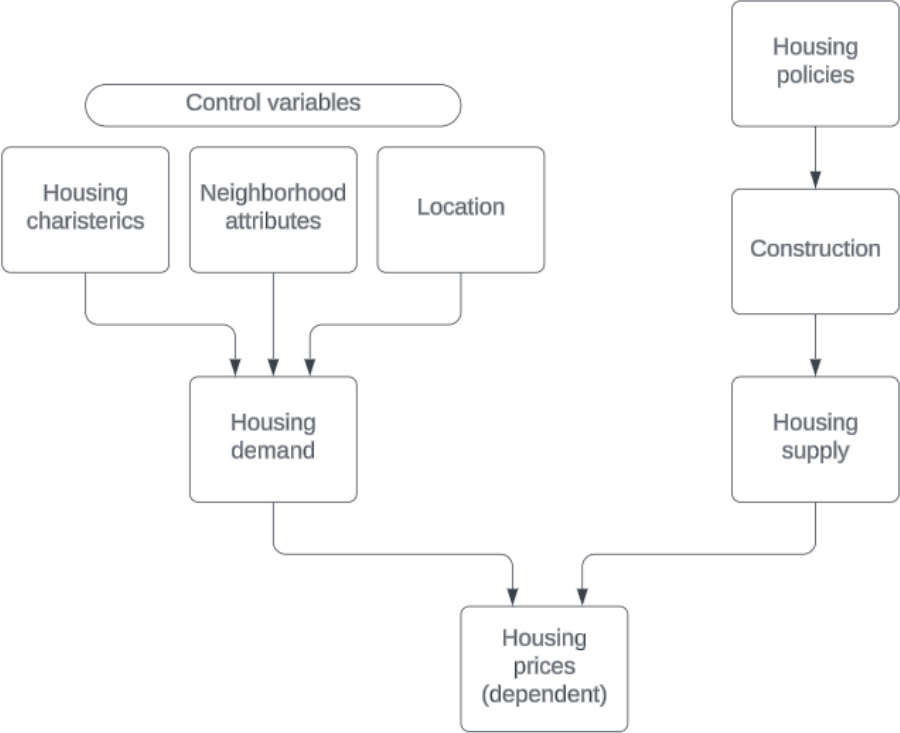 Housing
policies
Control variables
Housing
charisterics
Neighborhood
attributes
Location
Construction
Housing
demand
Housing
supply
Housing
prices
(dependent)